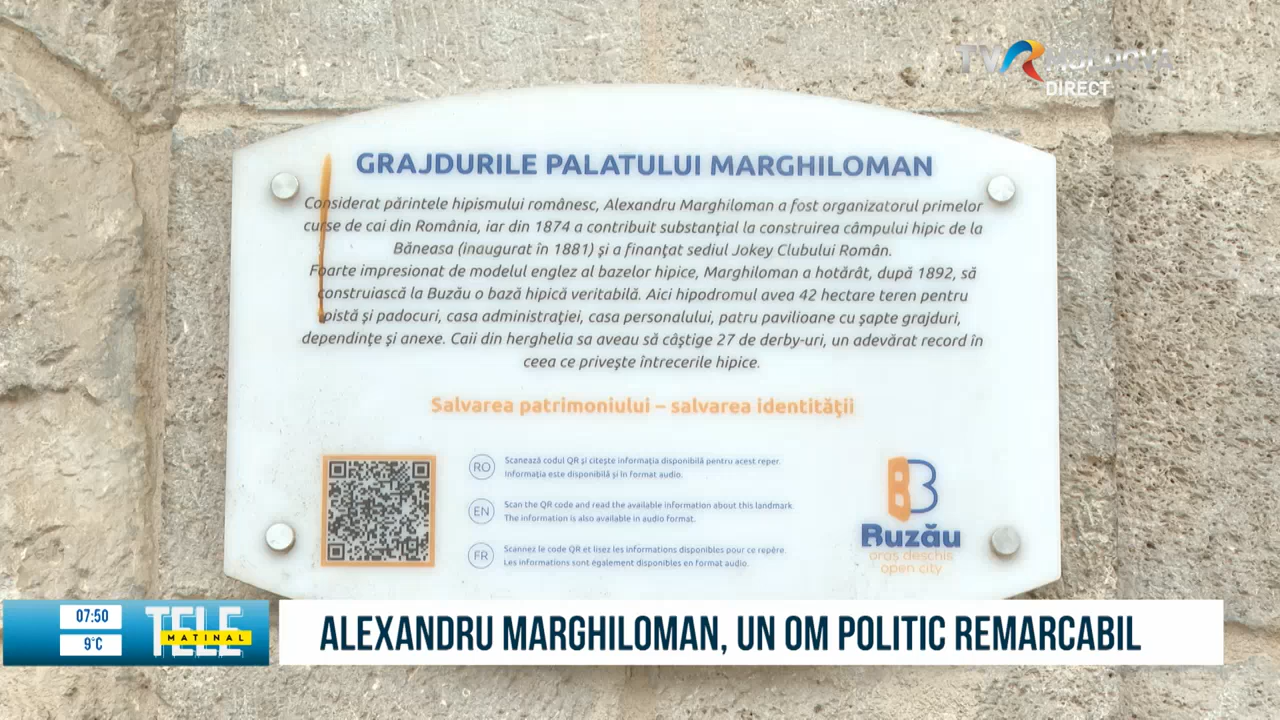 TVR MOLDOVA
DIRECT
GRAJDURILE PALATULUI MARGHILOMAN
Considerat părintele hipismului românesc, Alexandru Marghiloman a fost organizatorul primelor
curse de cai din România, iar din 1874 a contribuit substanţial la construirea câmpului hipic de la
Băneasa (inaugurat în 1881) şi a finanţat sediul Jokey Clubului Român.
Foarte impresionat de modelul englez al bazelor hipice, Marghiloman a hotărât, după 1892, să
construiască la Buzău o bază hipică veritabilă. Aici hipodromul avea 42 hectare teren pentru
pistă şi padocuri, casa administraţiei, casa personalului, patru pavilioane cu şapte grajduri,
dependinţe şi anexe. Caii din herghelia sa aveau să câştige 27 de derby-uri, un adevărat record în
ceea ce priveşte întrecerile hipice.
Salvarea patrimoniului – salvarea identităţii
RO
Scanează codul QR şi citeşte informaţia disponibilă pentru acest reper.
Informaţia este disponibilă şi în format audio.
EN
Scan the QR code and read the available information about this landmark.
The information is also available in audio format.
FR
Scannez le code QR et lisez les informations disponibles pour ce repère.
Les informations sont également disponibles en format audio.
Buzău
oraş deschis
open city
07:50
9°C
TELE
MATINAL
ALEXANDRU MARGHILOMAN, UN OM POLITIC REMARCABIL